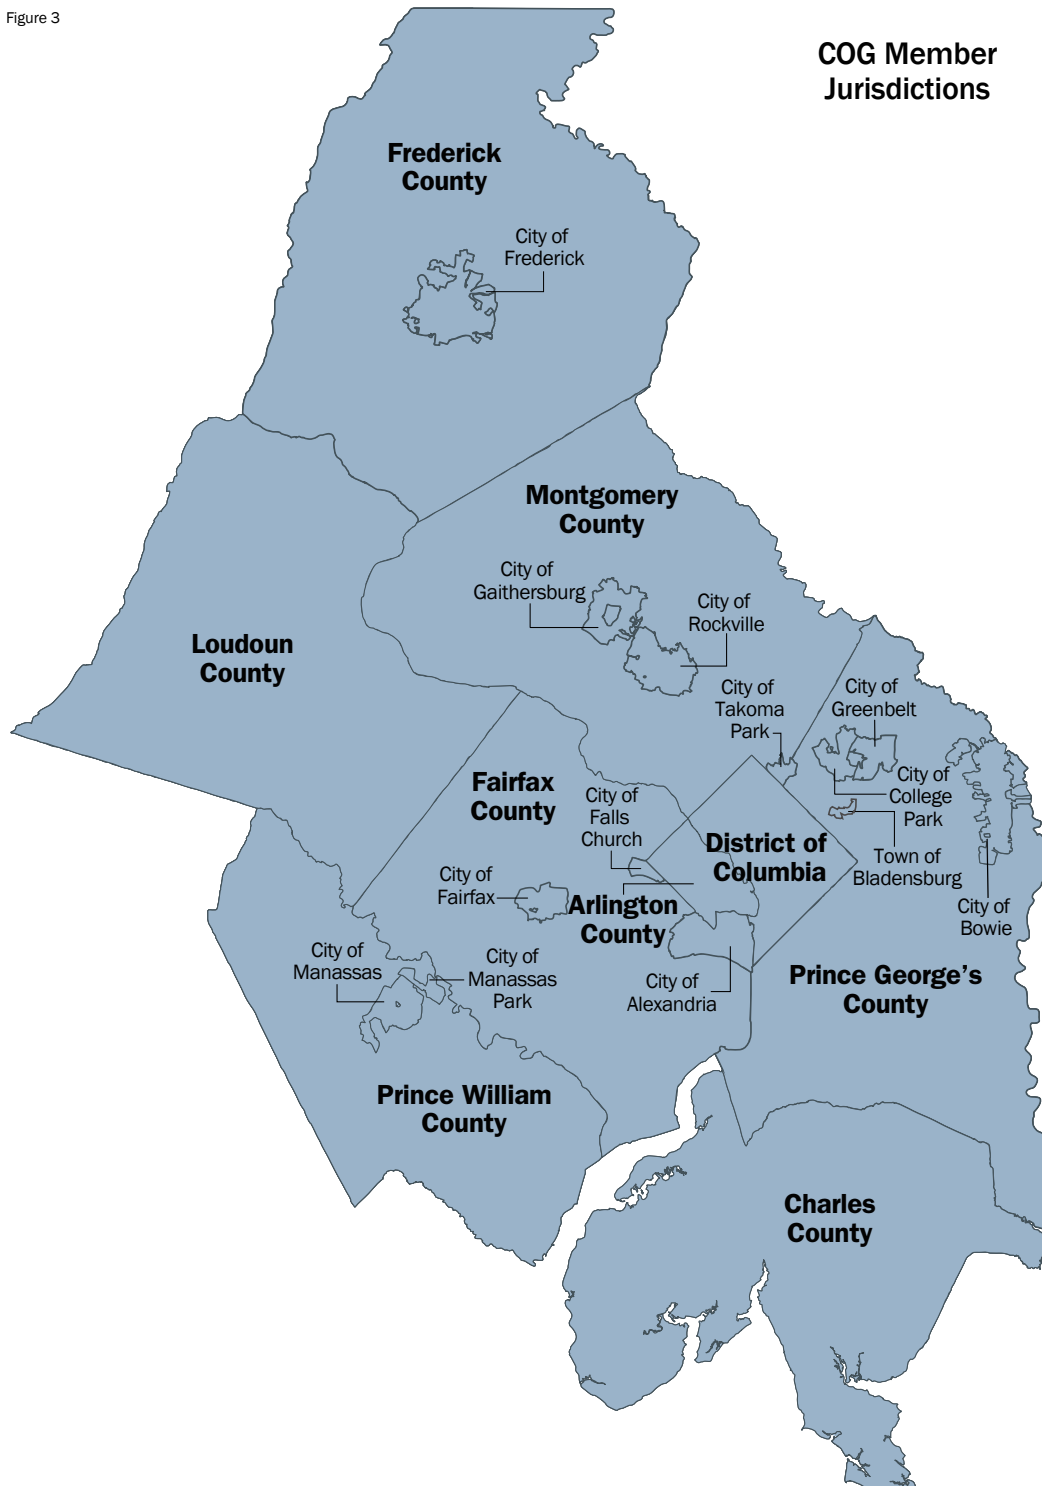 Figure 3
COG Member
Jurisdictions
Frederick
County
City of
Frederick
Montgomery
County
City of
Gaithersburg
City of
Rockville
Loudoun
County
City of
Takoma
Park
City of
Greenbelt
Fairfax
County
City of
Falls
Church
City of
College
Park
District of
Columbia
Town of
Bladensburg
City of
Fairfax
Arlington
County
City of
Bowie
City of
Manassas
City of
Manassas
Park
City of
Alexandria
Prince George's
County
Prince William
County
Charles
County